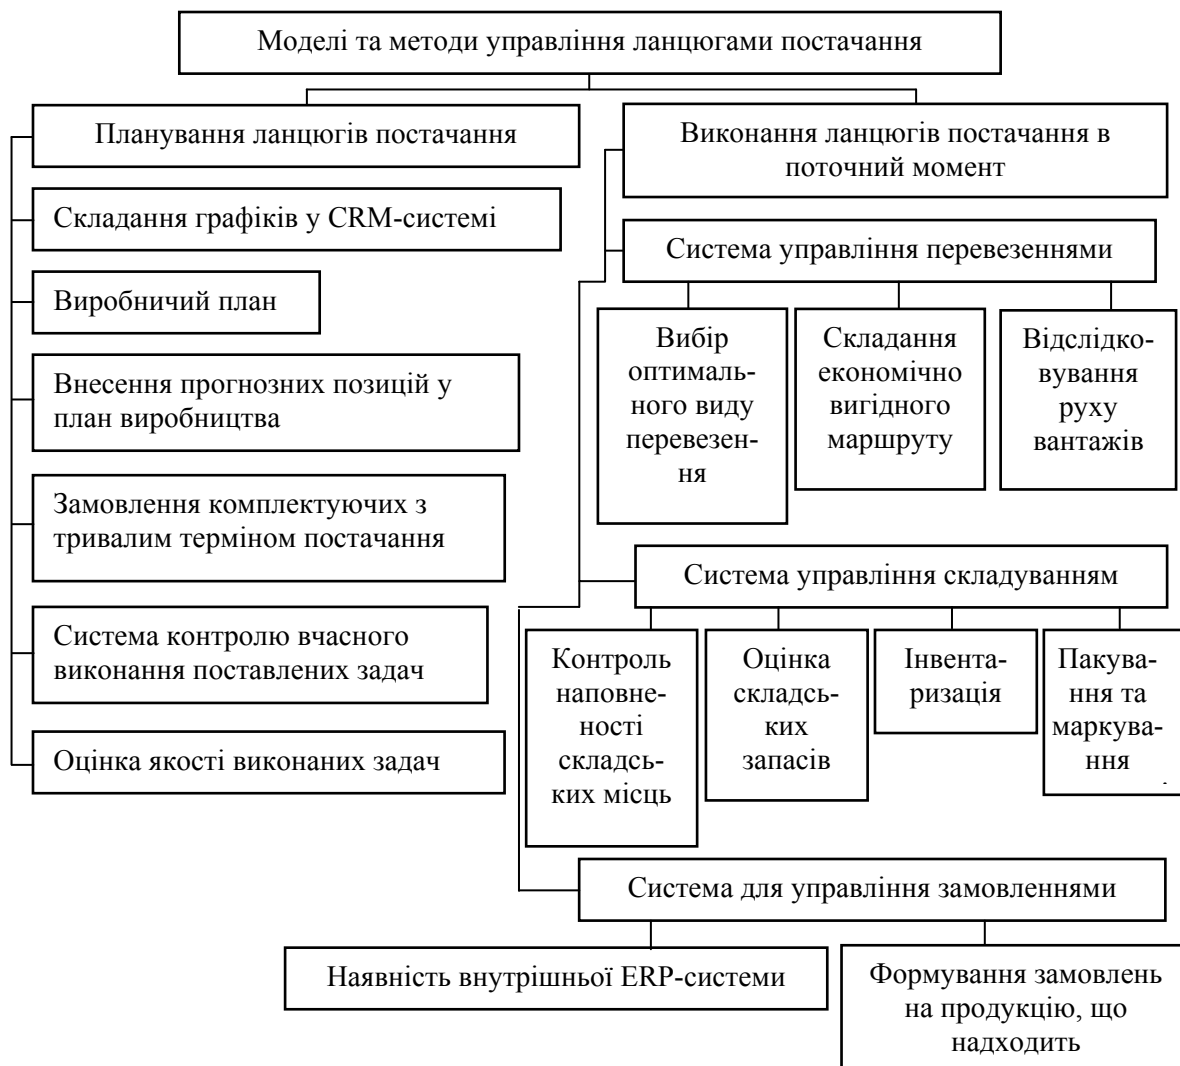 Моделі та методи управління ланцюгами постачання
Планування ланцюгів постачання
Складання графіків у CRM-системі
Виробничий план
Внесення прогнозних позицій у
план виробництва
Замовлення комплектуючих з
тривалим терміном постачання
Система контролю вчасного
виконання поставлених задач
Оцінка якості виконаних задач
Виконання ланцюгів постачання в
поточний момент
Система управління перевезеннями
Вибір
оптималь-
ного виду
перевезен-
ня
Складання
економічно
вигідного
маршруту
Відслідко-
вування
руху
вантажів
Система управління складуванням
Контроль
наповне-
ності
складсь-
ких місць
Оцінка
складсь-
ких
запасів
Інвента-
ризація
Пакува-
ння та
маркува-
ння
Система для управління замовленнями
Наявність внутрішньої ERP-системи
Формування замовлень
на продукцію, що
надходить